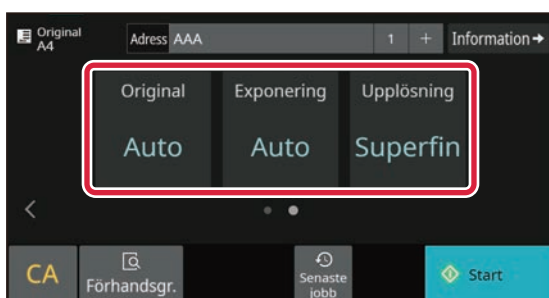 Original
A4
Adress AAA 1 + Information→
Original Exponering Upplösning
Auto Auto Superfin
CA Förhandsgr. Senaste
jobb
Start